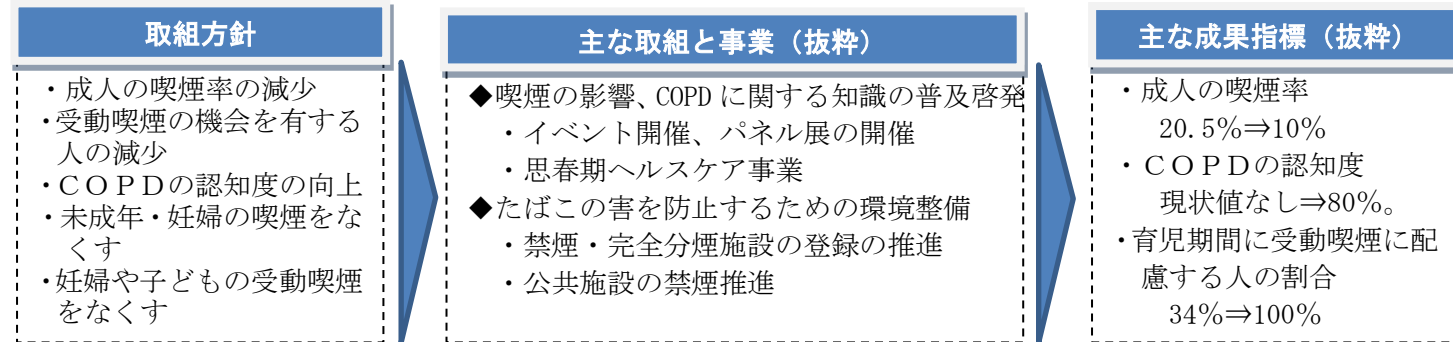 取組方針
・成人の喫煙率の減少
・受動喫煙の機会を有する
人の減少
・ＣＯＰＤの認知度の向上
・未成年・妊婦の喫煙をな
くす
・妊婦や子どもの受動喫煙
をなくす
主な取組と事業（抜粋）
◆喫煙の影響、COPDに関する知識の普及啓発
・イベント開催、パネル展の開催
・思春期ヘルスケア事業
◆たばこの害を防止するための環境整備
・禁煙・完全分煙施設の登録の推進
・公共施設の禁煙推進
主な成果指標（抜粋）
・成人の喫煙率
20.5％⇒10％
・ＣＯＰＤの認知度
現状値なし⇒80％。
・育児期間に受動喫煙に配
慮する人の割合
34％⇒100％